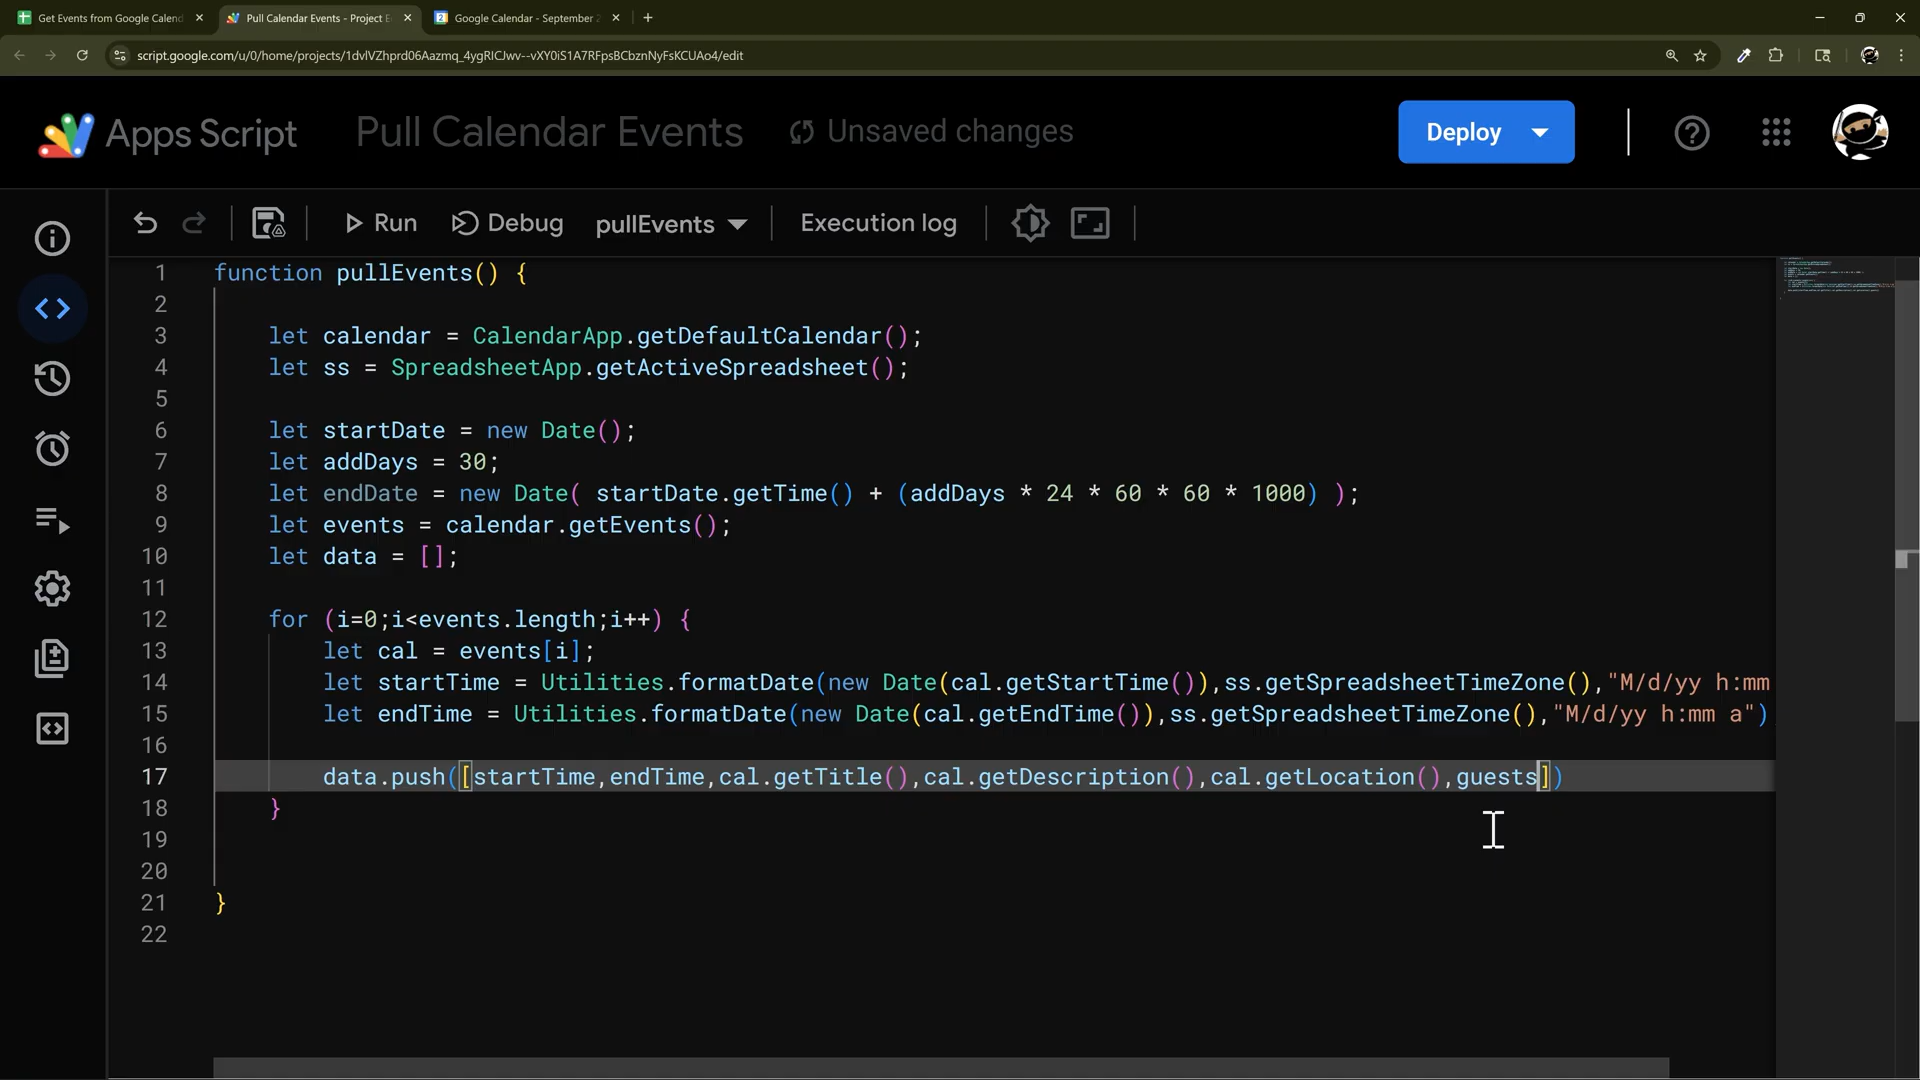 Get Events from Google Calend
Pull Calendar Events - Project E
Google Calendar - September 2
script.google.com/u/0/home/projects/1dvlVZhprd06Aazmq_4ygRICJwv--vXY0iS1A7RFpsBCbznNyFsKCUAo4/edit
Apps Script
Pull Calendar Events
Unsaved changes
Deploy
Run
Debug
pullEvents
Execution log
1 function pullEvents() {
2
3 let calendar = CalendarApp.getDefaultCalendar();
4 let ss = SpreadsheetApp.getActiveSpreadsheet();
5
6 let startDate = new Date();
7 let addDays = 30;
8 let endDate = new Date( startDate.getTime() + (addDays * 24 * 60 * 60 * 1000) );
9 let events = calendar.getEvents();
10 let data = [];
11
12 for (i=0;i<events.length;i++) {
13 let cal = events[i];
14 let startTime = Utilities.formatDate(new Date(cal.getStartTime()),ss.getSpreadsheetTimeZone(),"M/d/yy h:mm
15 let endTime = Utilities.formatDate(new Date(cal.getEndTime()),ss.getSpreadsheetTimeZone(),"M/d/yy h:mm a")
16
17 data.push([startTime,endTime,cal.getTitle(),cal.getDescription(),cal.getLocation(),guests])
18 }
19
20
21 }
22